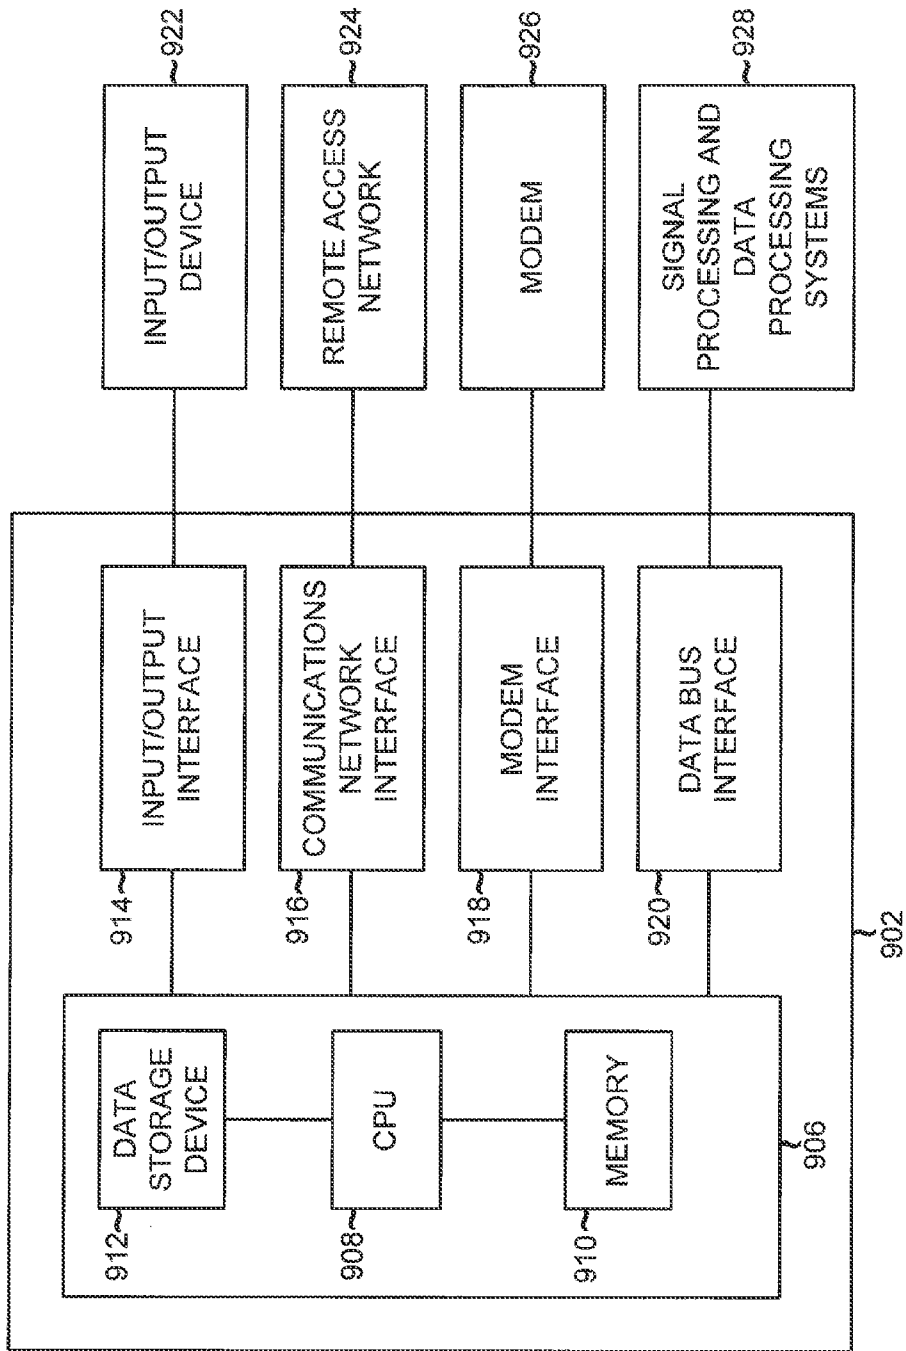 912
DATA
STORAGE
DEVICE
908
CPU
910
MEMORY
906
914
INPUT/OUTPUT
INTERFACE
916
COMMUNICATIONS
NETWORK
INTERFACE
918
MODEM
INTERFACE
920
DATA BUS
INTERFACE
902
INPUT/OUTPUT
DEVICE
922
REMOTE ACCESS
NETWORK
924
MODEM
926
SIGNAL
PROCESSING AND
DATA
PROCESSING
SYSTEMS
928